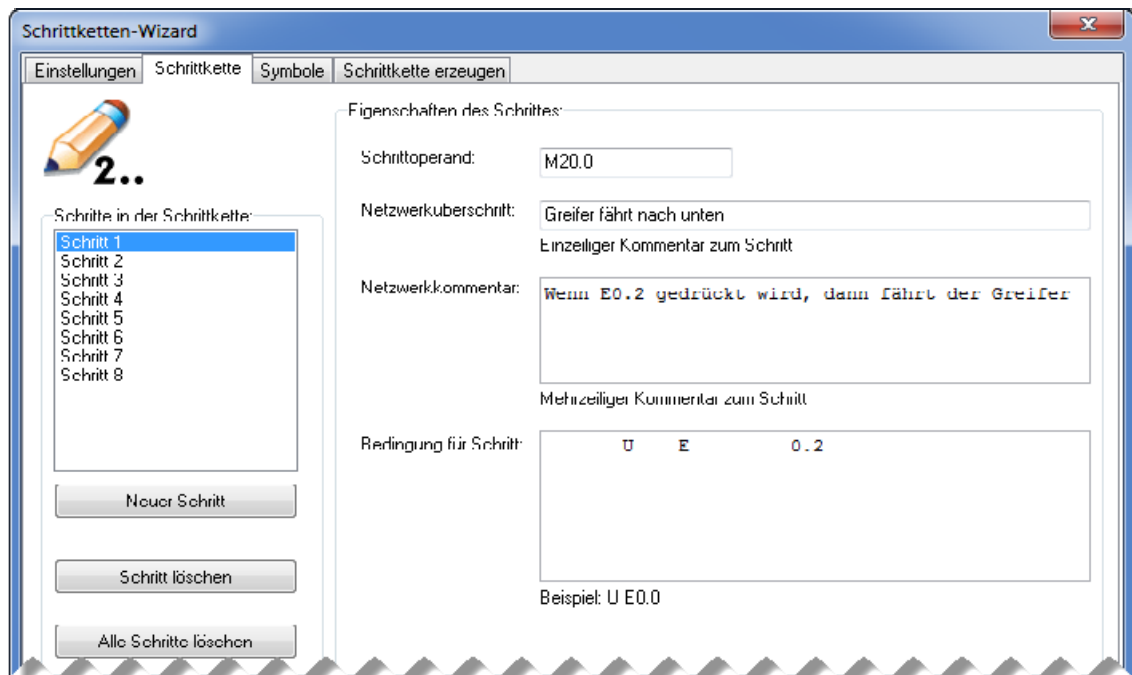 Schrittketten-Wizard
Einstellungen Schrittkette Symbole Schrittkette erzeugen
2..
Schritte in der Schrittkette:
Schritt 1
Schritt 2
Schritt 3
Schritt 4
Schritt 5
Schritt 6
Schritt 7
Schritt 8
Neuer Schritt
Schritt löschen
Alle Schritte löschen
Eigenschaften des Schrittes:
Schrittoperand: M20.0
Netzwerküberschrift: Greifer fährt nach unten
Einzeiliger Kommentar zum Schritt
Netzwerkkommentar: Wenn E0.2 gedrückt wird, dann fährt der Greifer
Mehrzeiliger Kommentar zum Schritt
Bedingung für Schritt: U E 0.2
Beispiel: U E0.0